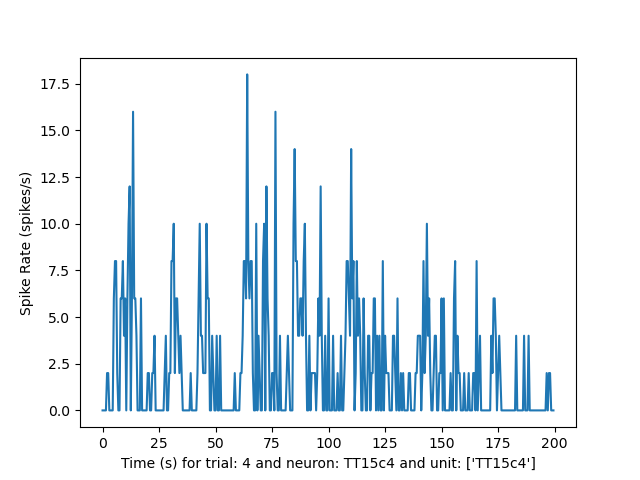 17.5
15.0
12.5
10.0
7.5
5.0
2.5
0.0
Spike Rate (spikes/s)
0 25 50 75 100 125 150 175 200
Time (s) for trial: 4 and neuron: TT15c4 and unit: ['TT15c4']